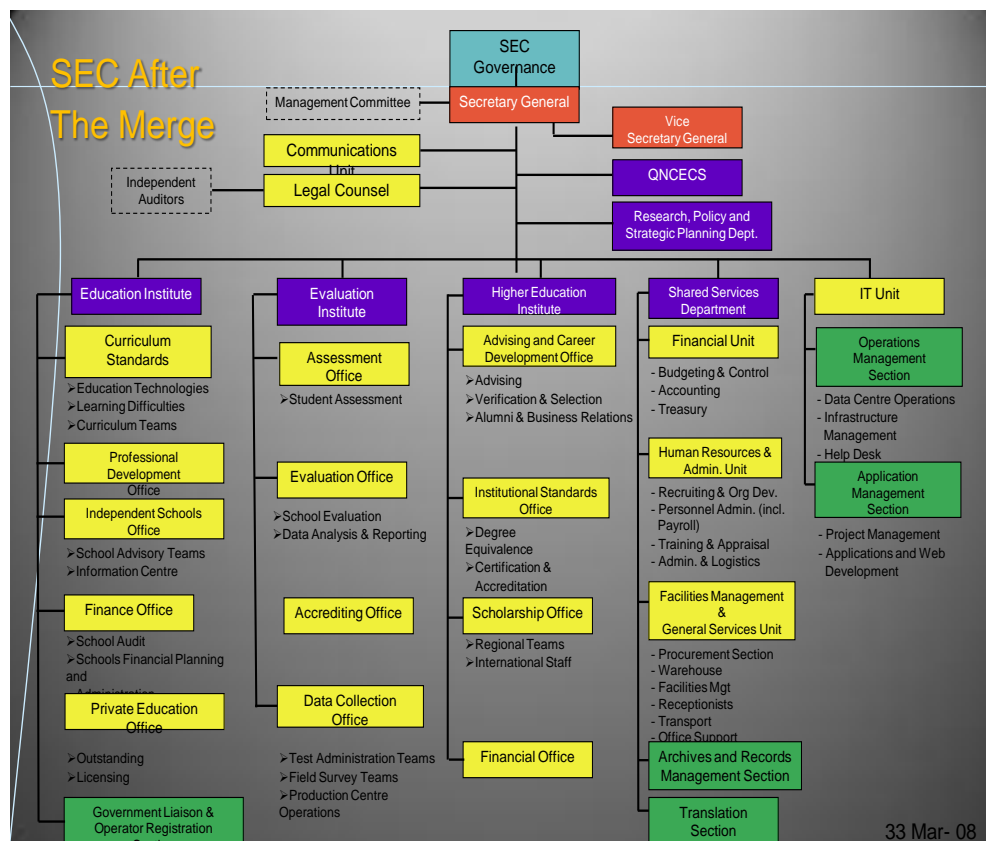 SEC After
The Merge
SEC
Governance
Management Committee
Secretary General
Vice
Secretary General
Communications
Unit
QNCECS
Independent
Auditors
Legal Counsel
Research, Policy and
Strategic Planning Dept.
Education Institute
Curriculum
Standards
➢Education Technologies
➢Learning Difficulties
➢Curriculum Teams
Professional
Development
Office
Independent Schools
Office
➢School Advisory Teams
➢Information Centre
Finance Office
➢School Audit
➢Schools Financial Planning
and
Administration
Private Education
Office
➢Outstanding
➢Licensing
Government Liaison &
Operator Registration
Evaluation
Institute
Assessment
Office
➢Student Assessment
Evaluation Office
➢School Evaluation
➢Data Analysis & Reporting
Accrediting Office
Data Collection
Office
➢Test Administration Teams
➢Field Survey Teams
➢Production Centre
Operations
Higher Education
Institute
Advising and Career
Development Office
➢Advising
➢Verification & Selection
➢Alumni & Business Relations
Institutional Standards
Office
➢Degree
Equivalence
➢Certification &
Accreditation
Scholarship Office
➢Regional Teams
➢International Staff
Financial Office
Shared Services
Department
Financial Unit
- Budgeting & Control
- Accounting
- Treasury
Human Resources &
Admin. Unit
- Recruiting & Org Dev.
- Personnel Admin. (incl.
Payroll)
- Training & Appraisal
- Admin. & Logistics
Facilities Management
&
General Services Unit
- Procurement Section
- Warehouse
- Facilities Mgt
- Receptionists
- Transport
- Office Support
Archives and Records
Management Section
Translation
Section
IT Unit
Operations
Management
Section
- Data Centre Operations
- Infrastructure
Management
- Help Desk
Application
Management
Section
- Project Management
- Applications and Web
Development
33 Mar- 08